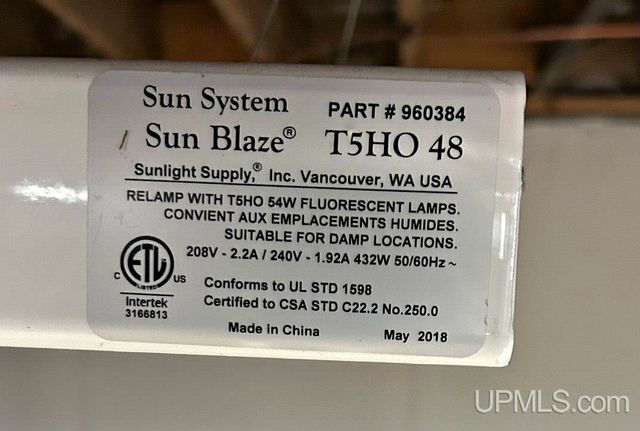 Sun System
PART # 960384
Sun Blaze® T5HO 48
Sunlight Supply,® Inc. Vancouver, WA USA
RELAMP WITH T5HO 54W FLUORESCENT LAMPS.
CONVIENT AUX EMPLACEMENTS HUMIDES.
SUITABLE FOR DAMP LOCATIONS.
208V - 2.2A / 240V - 1.92A 432W 50/60Hz ~
ETL
LISTED
C US
Intertek
3166813
Conforms to UL STD 1598
Certified to CSA STD C22.2 No.250.0
Made in China
May 2018
UPMLS.com